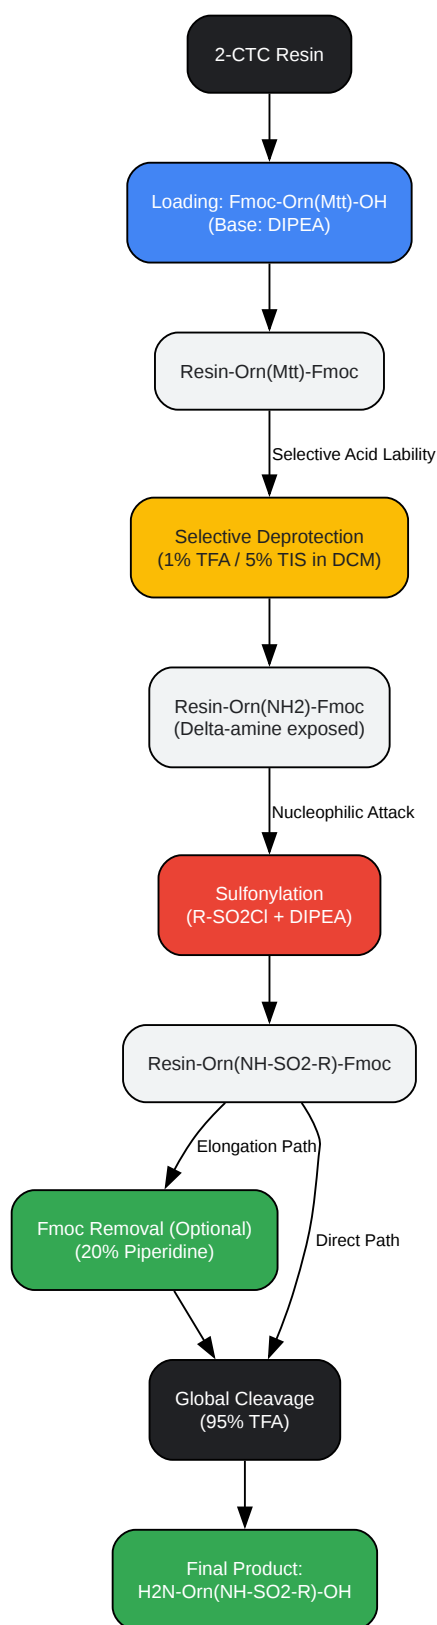 2-CTC Resin
Loading: Fmoc-Orn(Mtt)-OH
(Base: DIPEA)
Resin-Orn(Mtt)-Fmoc
Selective Acid Lability
Selective Deprotection
(1% TFA / 5% TIS in DCM)
Resin-Orn(NH2)-Fmoc
(Delta-amine exposed)
Nucleophilic Attack
Sulfonylation
(R-SO2Cl + DIPEA)
Resin-Orn(NH-SO2-R)-Fmoc
Elongation Path
Fmoc Removal (Optional)
(20% Piperidine)
Direct Path
Global Cleavage
(95% TFA)
Final Product:
H2N-Orn(NH-SO2-R)-OH